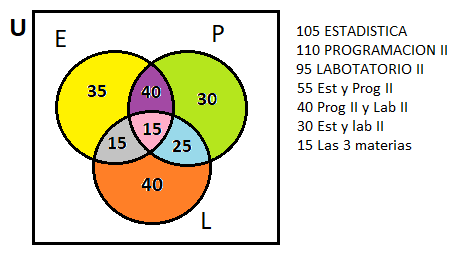 U
E
P
35
40
30
15
15
25
40
L
105 ESTADISTICA
110 PROGRAMACION II
95 LABOTATORIO II
55 Est y Prog II
40 Prog II y Lab II
30 Est y lab II
15 Las 3 materias